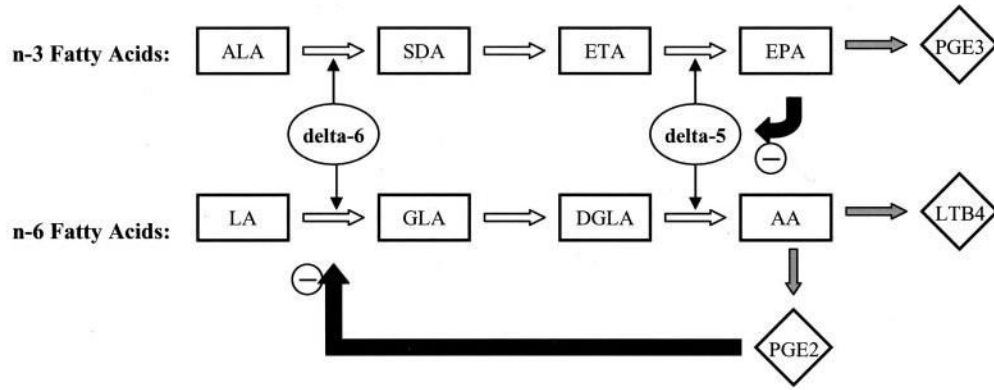 n-3 Fatty Acids: ALA SDA ETA EPA PGE3
delta-6 delta-5
−
n-6 Fatty Acids: LA GLA DGLA AA LTB4
−
PGE2